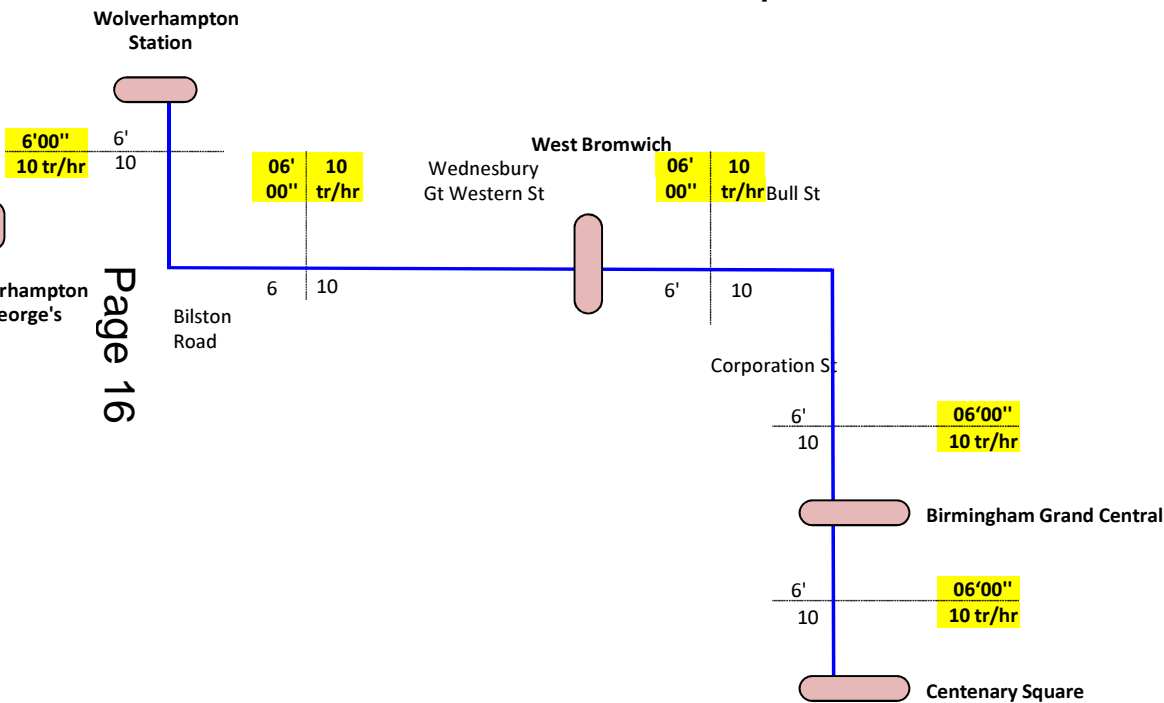 Wolverhampton
Station
6'00''
10 tr/hr
6'
10
06'
00''
10
tr/hr
West Bromwich
Wednesbury
Gt Western St
06'
00''
10
tr/hr
Bull St
6
10
6'
10
rhampton
eorge's
Page 16
Bilston
Road
Corporation St
6'
10
06‘00''
10 tr/hr
Birmingham Grand Central
6'
10
06‘00''
10 tr/hr
Centenary Square